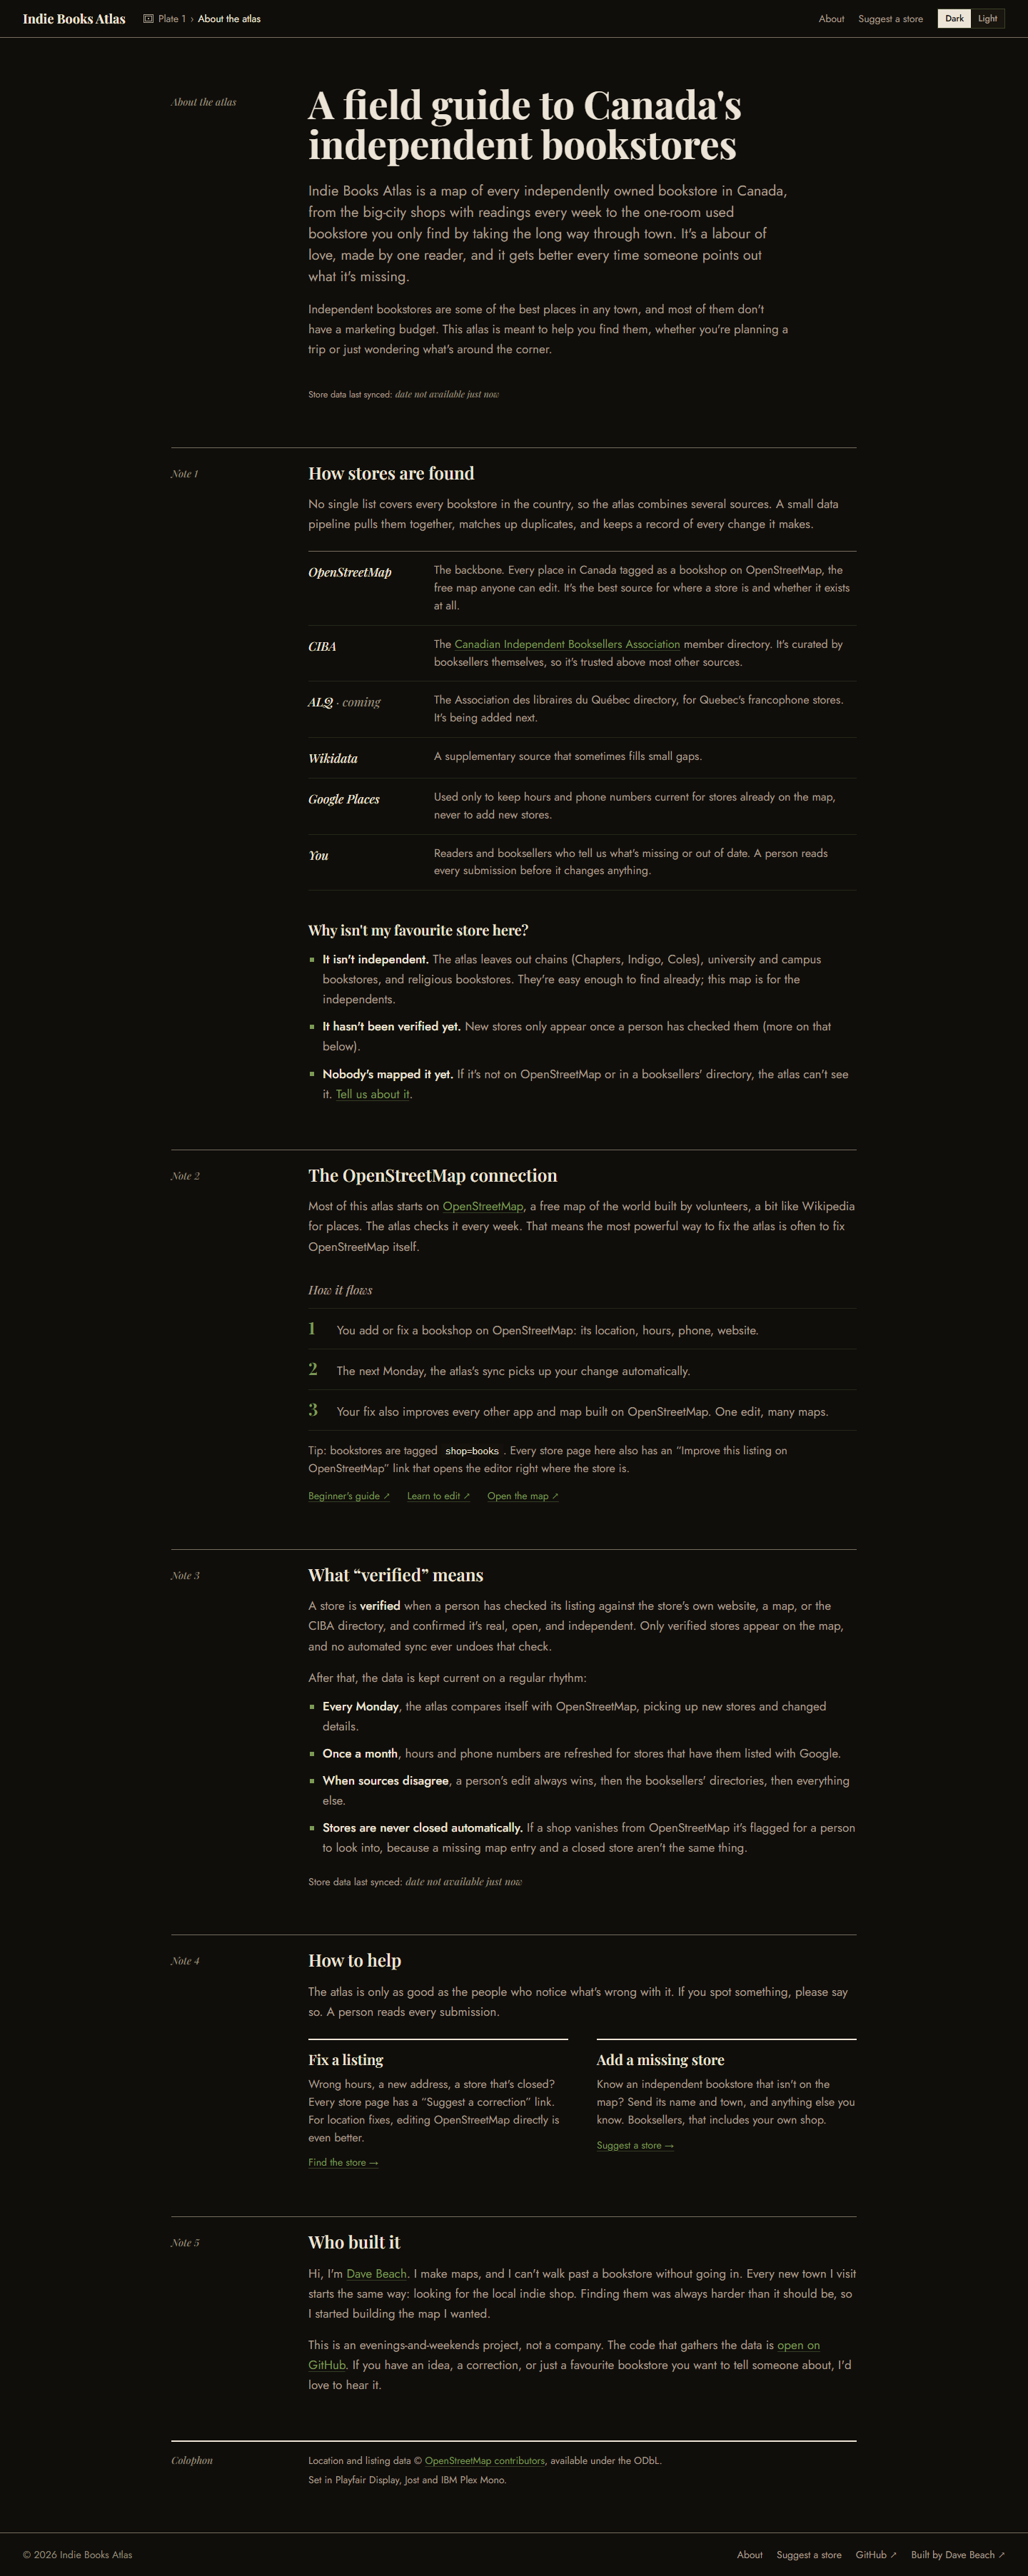 Indie Books Atlas
Plate 1 › About the atlas
About
Suggest a store
Dark
Light
About the atlas
A field guide to Canada's
independent bookstores
Indie Books Atlas is a map of every independently owned bookstore in Canada,
from the big-city shops with readings every week to the one-room used
bookstore you only find by taking the long way through town. It's a labour of
love, made by one reader, and it gets better every time someone points out
what it's missing.
Independent bookstores are some of the best places in any town, and most of them don't
have a marketing budget. This atlas is meant to help you find them, whether you're planning a
trip or just wondering what's around the corner.
Store data last synced: date not available just now
Note 1
How stores are found
No single list covers every bookstore in the country, so the atlas combines several sources. A small data
pipeline pulls them together, matches up duplicates, and keeps a record of every change it makes.
OpenStreetMap
The backbone. Every place in Canada tagged as a bookshop on OpenStreetMap, the
free map anyone can edit. It's the best source for where a store is and whether it exists
at all.
CIBA
The Canadian Independent Booksellers Association member directory. It's curated by
booksellers themselves, so it's trusted above most other sources.
ALQ · coming
The Association des libraires du Québec directory, for Quebec's francophone stores.
It's being added next.
Wikidata
A supplementary source that sometimes fills small gaps.
Google Places
Used only to keep hours and phone numbers current for stores already on the map,
never to add new stores.
You
Readers and booksellers who tell us what's missing or out of date. A person reads
every submission before it changes anything.
Why isn't my favourite store here?
It isn't independent. The atlas leaves out chains (Chapters, Indigo, Coles), university and campus
bookstores, and religious bookstores. They're easy enough to find already; this map is for the
independents.
It hasn't been verified yet. New stores only appear once a person has checked them (more on that
below).
Nobody's mapped it yet. If it's not on OpenStreetMap or in a booksellers' directory, the atlas can't see
it. Tell us about it.
Note 2
The OpenStreetMap connection
Most of this atlas starts on OpenStreetMap, a free map of the world built by volunteers, a bit like Wikipedia
for places. The atlas checks it every week. That means the most powerful way to fix the atlas is often to fix
OpenStreetMap itself.
How it flows
1 You add or fix a bookshop on OpenStreetMap: its location, hours, phone, website.
2 The next Monday, the atlas's sync picks up your change automatically.
3 Your fix also improves every other app and map built on OpenStreetMap. One edit, many maps.
Tip: bookstores are tagged shop=books . Every store page here also has an “Improve this listing on
OpenStreetMap” link that opens the editor right where the store is.
Beginner's guide ↗ Learn to edit ↗ Open the map ↗
Note 3
What “verified” means
A store is verified when a person has checked its listing against the store's own website, a map, or the
CIBA directory, and confirmed it's real, open, and independent. Only verified stores appear on the map,
and no automated sync ever undoes that check.
After that, the data is kept current on a regular rhythm:
Every Monday, the atlas compares itself with OpenStreetMap, picking up new stores and changed
details.
Once a month, hours and phone numbers are refreshed for stores that have them listed with Google.
When sources disagree, a person's edit always wins, then the booksellers' directories, then everything
else.
Stores are never closed automatically. If a shop vanishes from OpenStreetMap it's flagged for a person
to look into, because a missing map entry and a closed store aren't the same thing.
Store data last synced: date not available just now
Note 4
How to help
The atlas is only as good as the people who notice what's wrong with it. If you spot something, please say
so. A person reads every submission.
Fix a listing
Wrong hours, a new address, a store that's closed?
Every store page has a “Suggest a correction” link.
For location fixes, editing OpenStreetMap directly is
even better.
Find the store →
Add a missing store
Know an independent bookstore that isn't on the
map? Send its name and town, and anything else you
know. Booksellers, that includes your own shop.
Suggest a store →
Note 5
Who built it
Hi, I'm Dave Beach. I make maps, and I can't walk past a bookstore without going in. Every new town I visit
starts the same way: looking for the local indie shop. Finding them was always harder than it should be, so
I started building the map I wanted.
This is an evenings-and-weekends project, not a company. The code that gathers the data is open on
GitHub. If you have an idea, a correction, or just a favourite bookstore you want to tell someone about, I'd
love to hear it.
Colophon
Location and listing data © OpenStreetMap contributors, available under the ODbL.
Set in Playfair Display, Jost and IBM Plex Mono.
© 2026 Indie Books Atlas
About
Suggest a store
GitHub ↗
Built by Dave Beach ↗